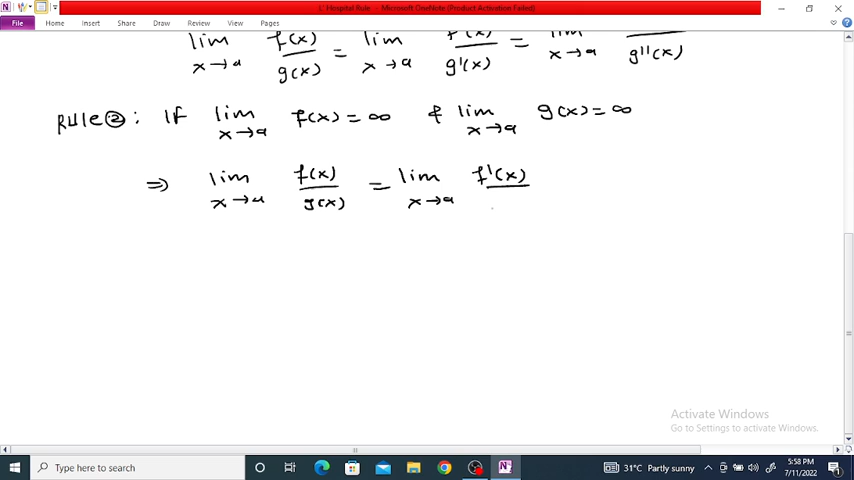 L' Hospital Rule - Microsoft OneNote (Product Activation Failed)
File Home Insert Share Draw Review View Pages
lim x→a f(x)/g(x) = lim x→a f'(x)/g'(x) = lim x→a g''(x)
Rule ②: If lim x→a f(x) = ∞ & lim x→a g(x) = ∞
⇒ lim x→a f(x)/g(x) = lim x→a f'(x)
Activate Windows
Go to Settings to activate Windows.
Type here to search
31°C Partly sunny
5:58 PM
7/11/2022